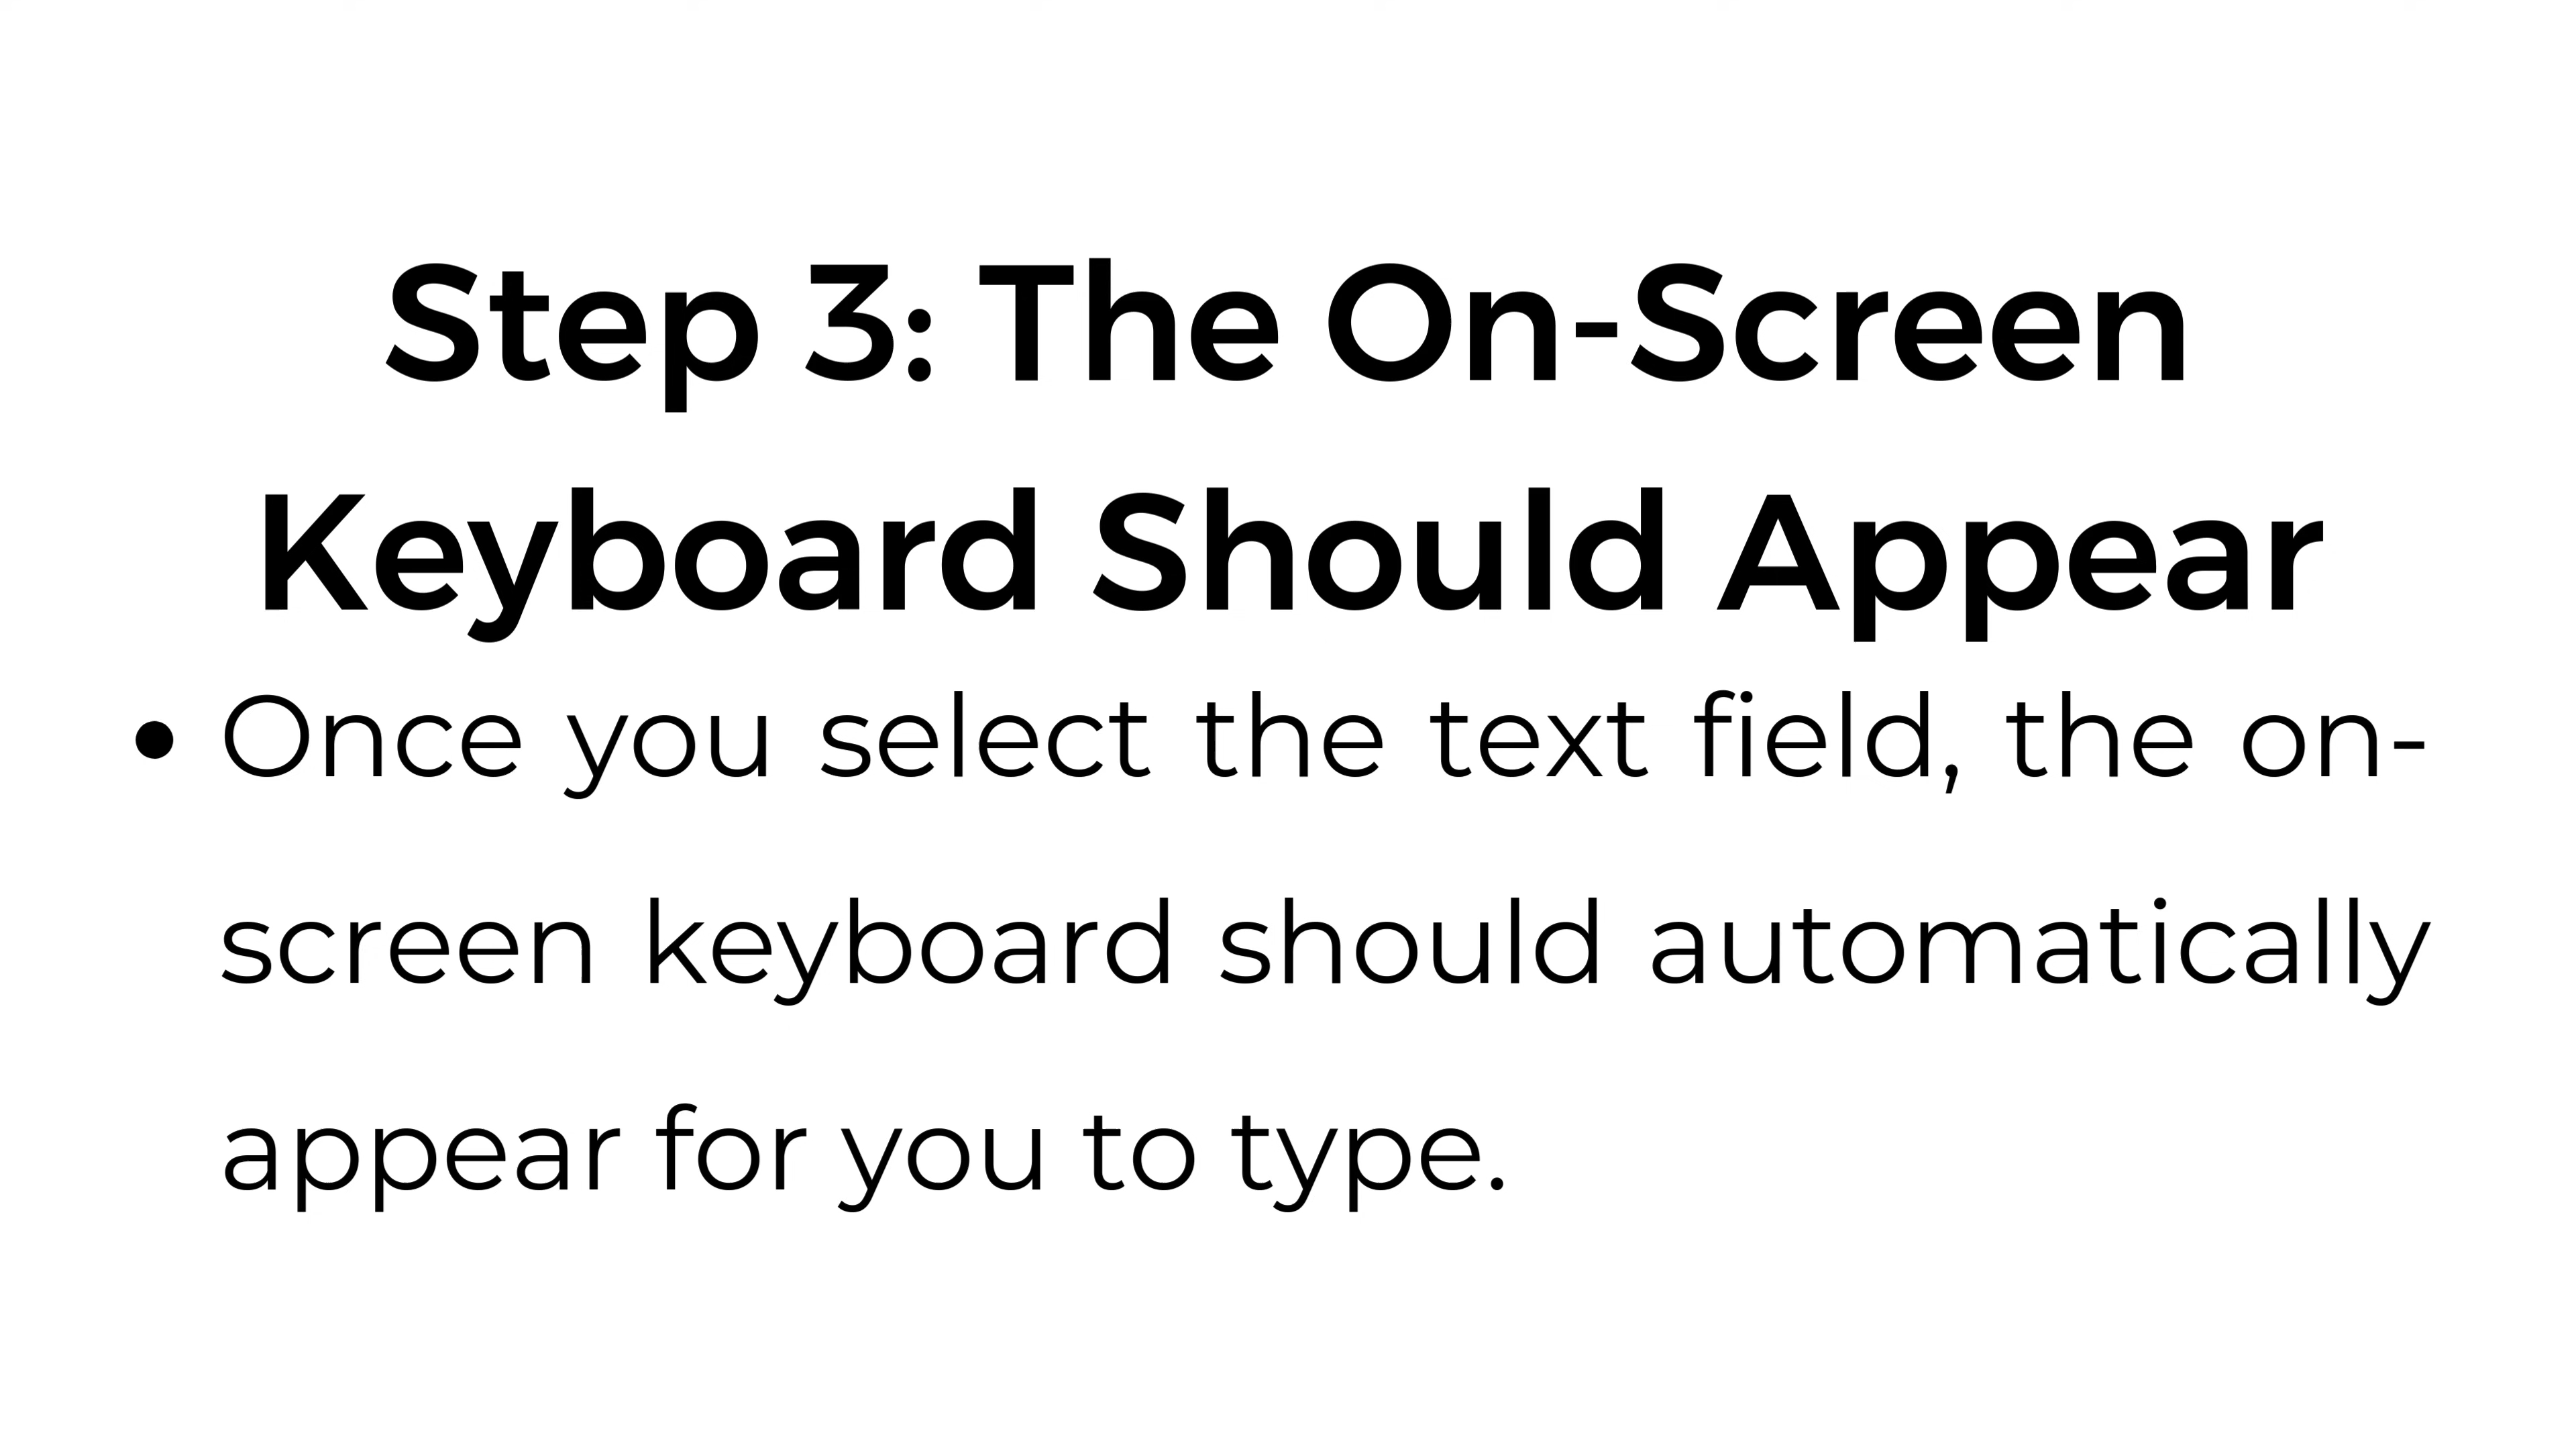 Step 3: The On-Screen
Keyboard Should Appear
• Once you select the text field, the on-
screen keyboard should automatically
appear for you to type.